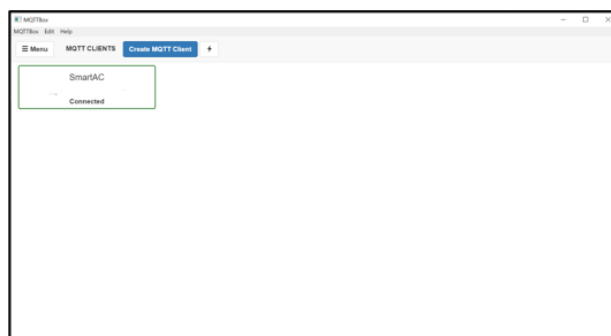 MQTTBox
MQTTBox Edit Help
Menu MQTT CLIENTS Create MQTT Client
SmartAC
Connected